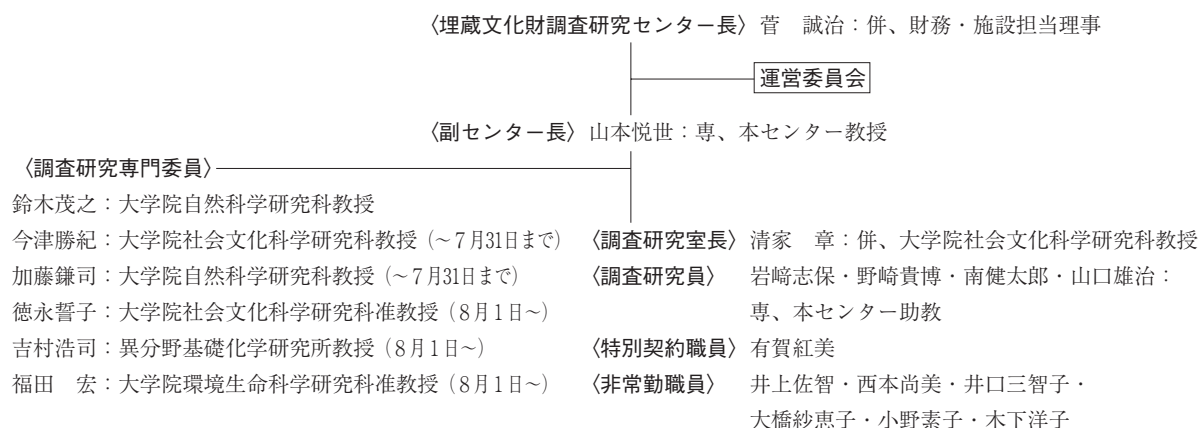 〈埋蔵文化財調査研究センター長〉菅　誠治：併、財務・施設担当理事
運営委員会
〈副センター長〉山本悦世：専、本センター教授
〈調査研究専門委員〉
鈴木茂之：大学院自然科学研究科教授
今津勝紀：大学院社会文化科学研究科教授（～７月31日まで）
加藤鎌司：大学院自然科学研究科教授（～７月31日まで）
徳永誓子：大学院社会文化科学研究科准教授（８月１日～）
吉村浩司：異分野基礎化学研究所教授（８月１日～）
福田　宏：大学院環境生命科学研究科准教授（８月１日～）
〈調査研究室長〉清家　章：併、大学院社会文化科学研究科教授
〈調査研究員〉　岩﨑志保・野崎貴博・南健太郎・山口雄治：
専、本センター助教
〈特別契約職員〉有賀紅美
〈非常勤職員〉　井上佐智・西本尚美・井口三智子・
大橋紗恵子・小野素子・木下洋子